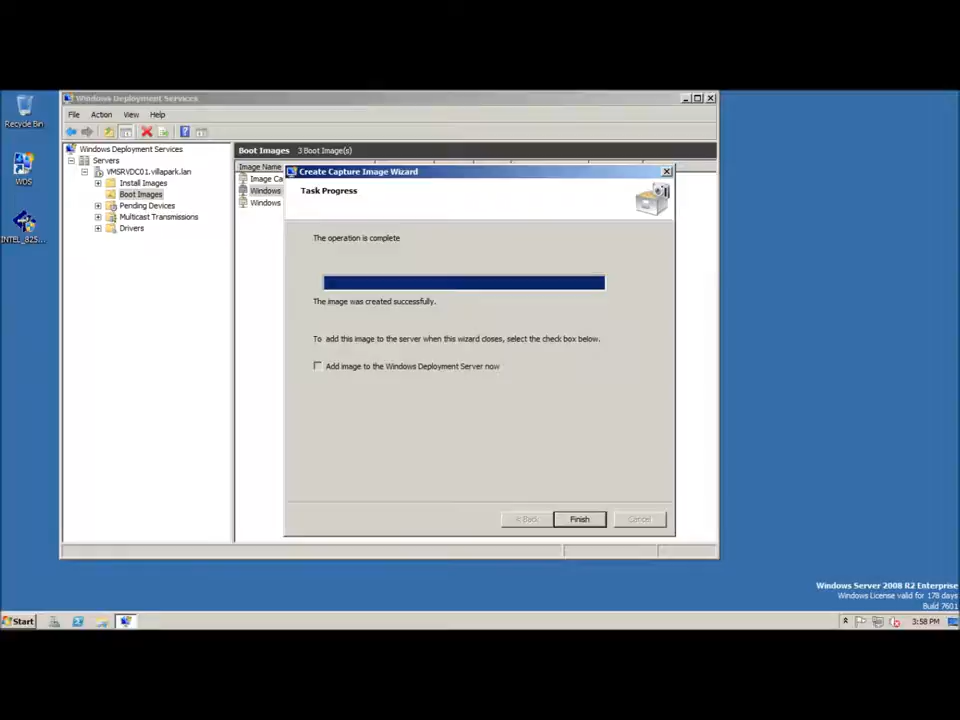 Recycle Bin
WDS
INTEL_825...
Windows Deployment Services
File Action View Help
Windows Deployment Services
Servers
VMSRVDC01.villapark.lan
Install Images
Boot Images
Pending Devices
Multicast Transmissions
Drivers
Boot Images 3 Boot Image(s)
Image Name
Image Ca
Windows
Windows
Create Capture Image Wizard
Task Progress
The operation is complete
The image was created successfully.
To add this image to the server when this wizard closes, select the check box below.
Add image to the Windows Deployment Server now
< Back Finish Cancel
Windows Server 2008 R2 Enterprise
Windows License valid for 178 days
Build 7601
Start
3:58 PM